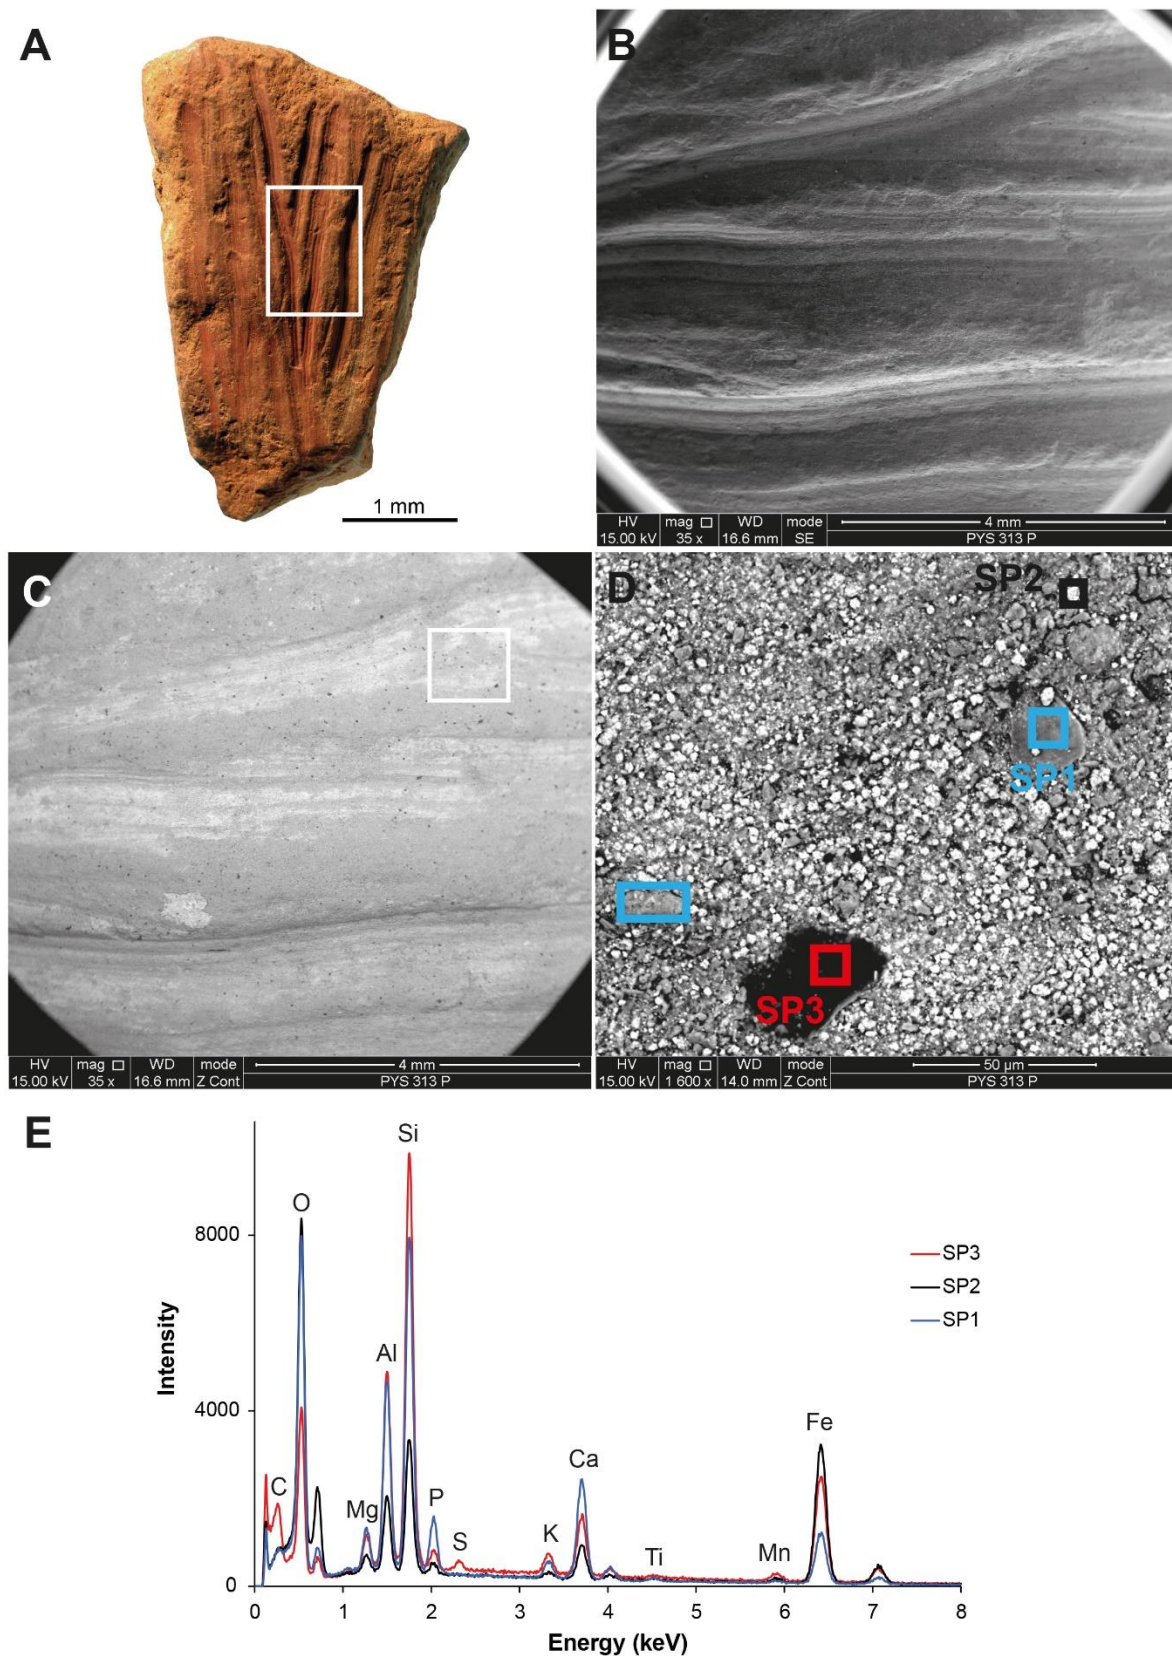 A
1 mm
B
HV mag □ WD mode 4 mm
15.00 kV 35 x 16.6 mm SE PYS 313 P
C
HV mag □ WD mode 4 mm
15.00 kV 35 x 16.6 mm Z Cont PYS 313 P
D
SP2
SP1
SP3
HV mag □ WD mode 50 µm
15.00 kV 1 600 x 14.0 mm Z Cont PYS 313 P
E
Si
O
8000
SP3
SP2
SP1
Intensity
Al
4000
Fe
Ca
C
Mg
P
S
K
Ti
Mn
0
0 1 2 3 4 5 6 7 8
Energy (keV)